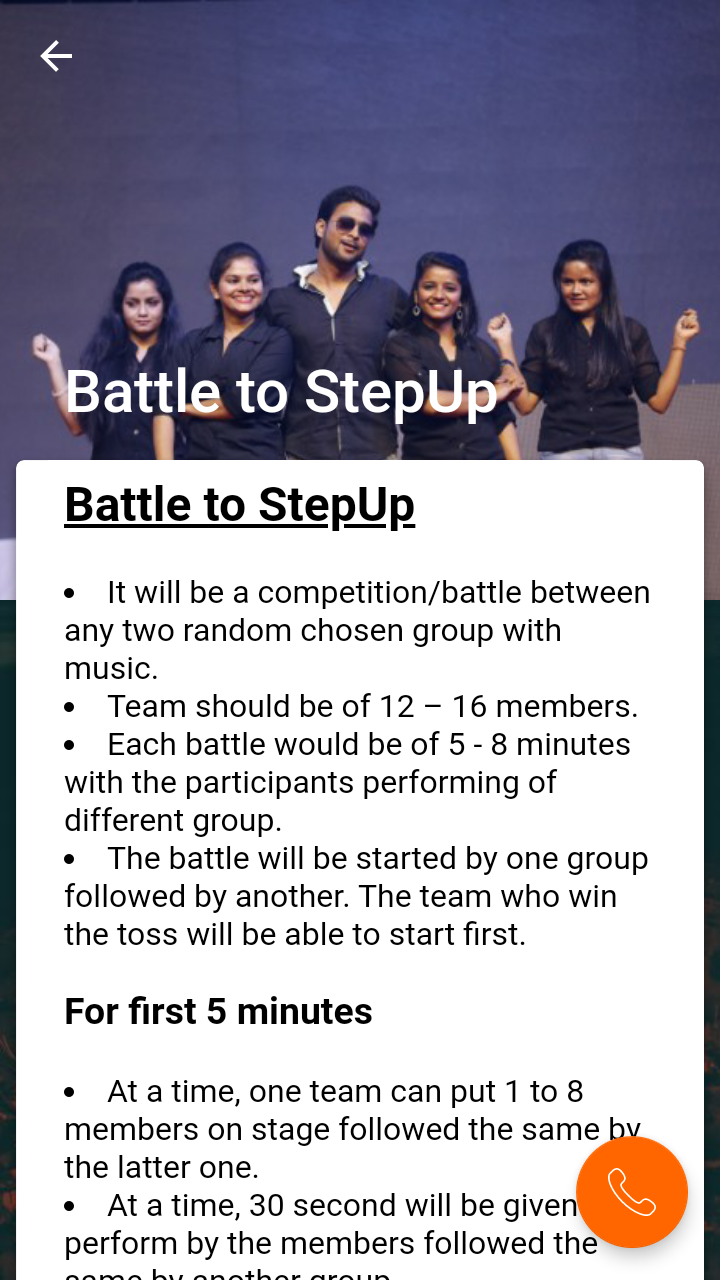 Battle to StepUp
Battle to StepUp
• It will be a competition/battle between
any two random chosen group with
music.
• Team should be of 12 – 16 members.
• Each battle would be of 5 - 8 minutes
with the participants performing of
different group.
• The battle will be started by one group
followed by another. The team who win
the toss will be able to start first.
For first 5 minutes
• At a time, one team can put 1 to 8
members on stage followed the same by
the latter one.
• At a time, 30 second will be given
perform by the members followed the
same by another group